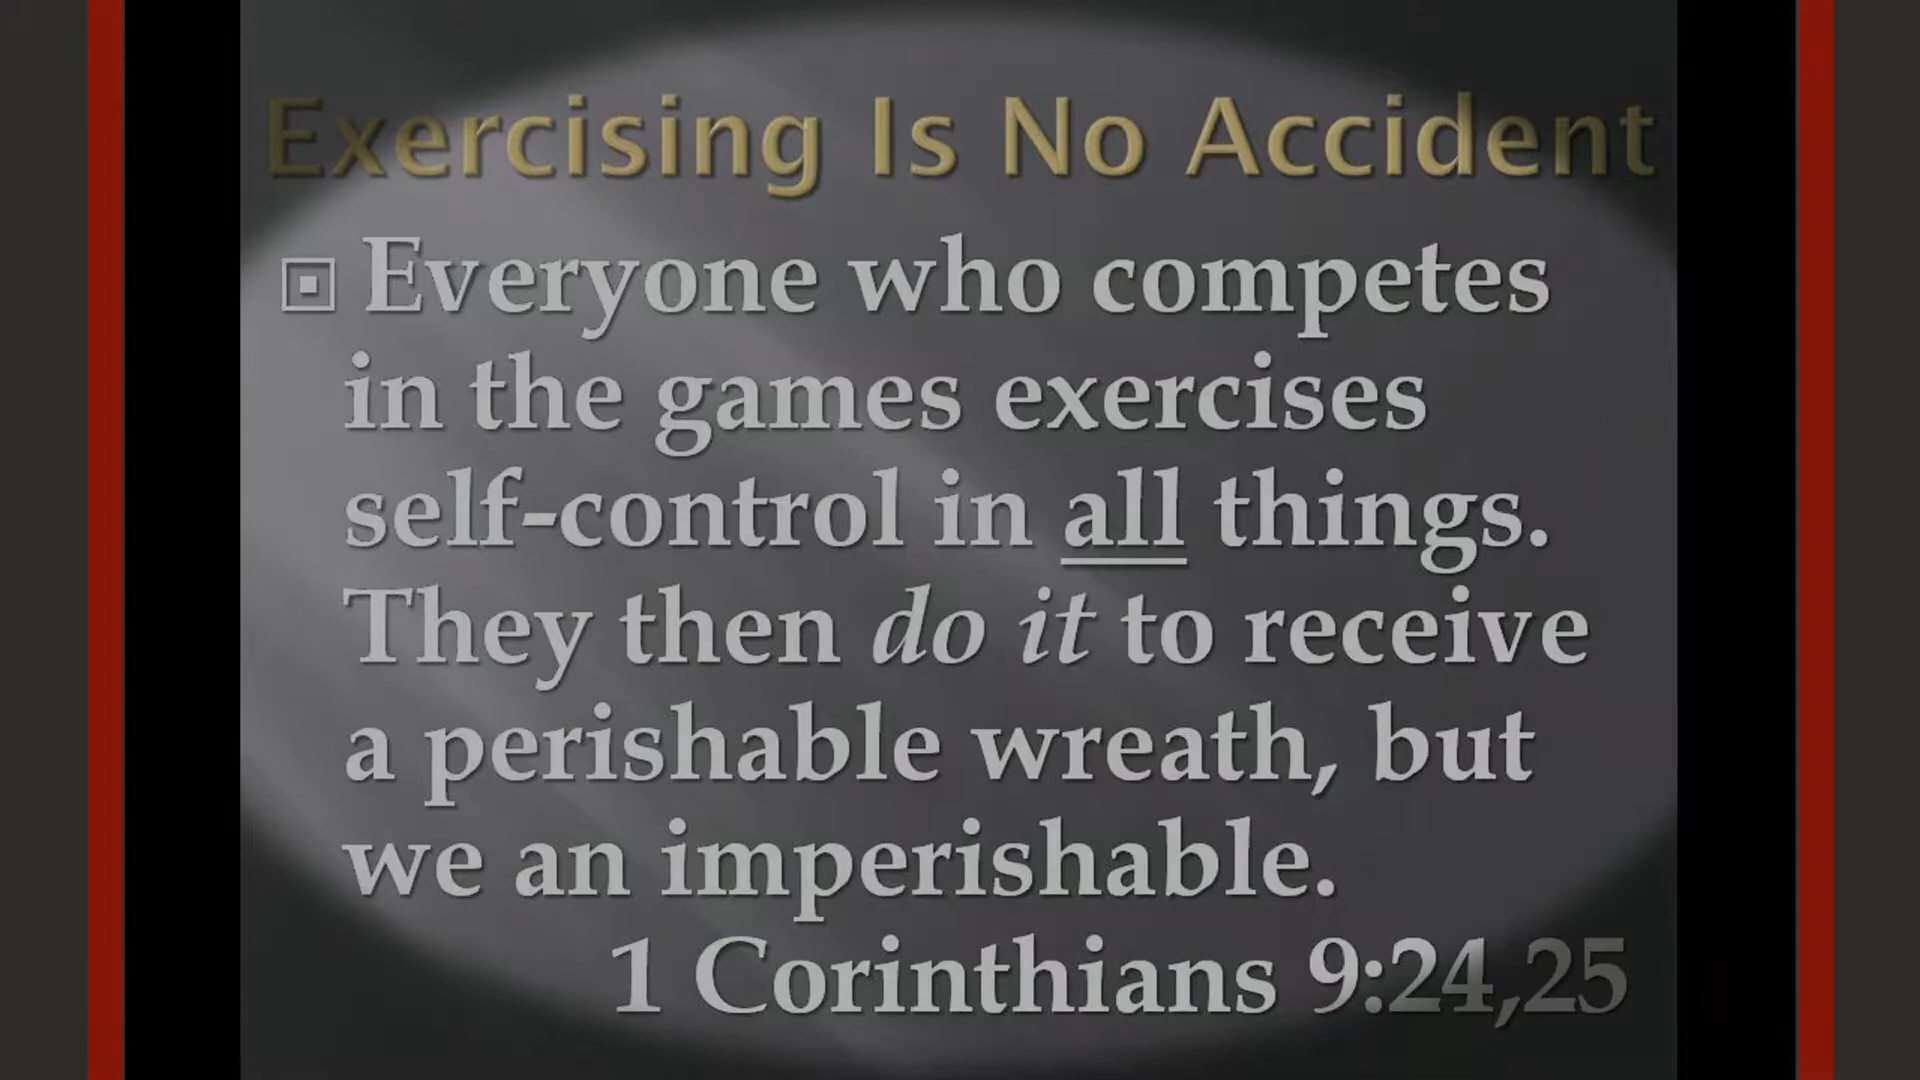 Exercising Is No Accident
Everyone who competes
in the games exercises
self-control in all things.
They then do it to receive
a perishable wreath, but
we an imperishable.
1 Corinthians 9:24,25